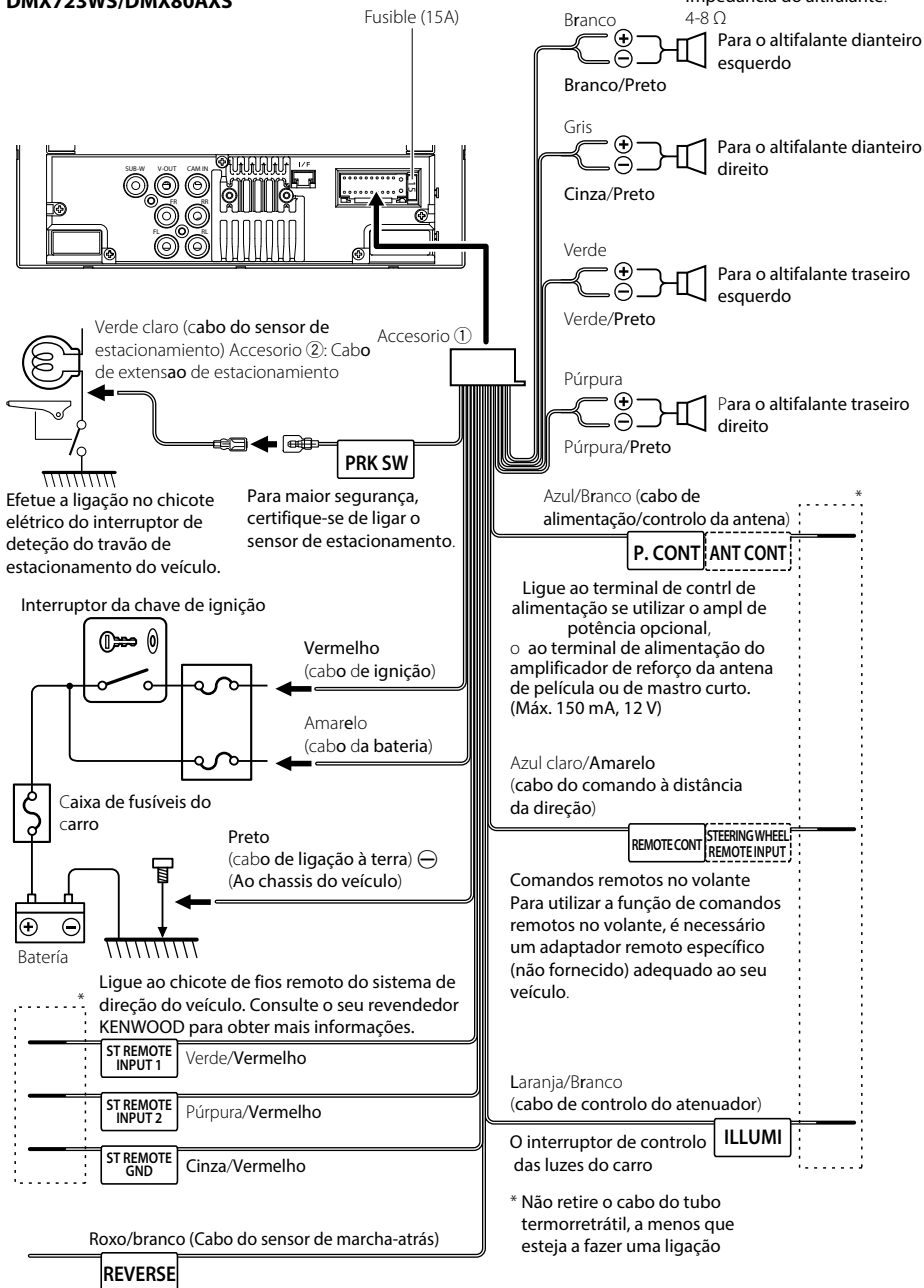 DMX723WS/DMX80AXS
Impedância do altifalante:
4-8 Ω
Fusible (15A)
Branco
Para o altifalante dianteiro
esquerdo
Branco/Preto
Gris
Para o altifalante dianteiro
direito
Cinza/Preto
Verde
Para o altifalante traseiro
esquerdo
Verde/Preto
Púrpura
Para o altifalante traseiro
direito
Púrpura/Preto
SUB-W V-OUT CAM IN
FR RR
FL RL
I/F
15
Verde claro (cabo do sensor de
estacionamiento) Accesorio ②: Cabo
de extensao de estacionamiento
Accesorio ①
PRK SW
Efetue a ligação no chicote
elétrico do interruptor de
deteção do travão de
estacionamento do veículo.
Para maior segurança,
certifique-se de ligar o
sensor de estacionamento.
Azul/Branco (cabo de
alimentação/controlo da antena)
*
P. CONT ANT CONT
Ligue ao terminal de contrl de
alimentação se utilizar o ampl de
potência opcional,
o ao terminal de alimentação do
amplificador de reforço da antena
de película ou de mastro curto.
(Máx. 150 mA, 12 V)
Interruptor da chave de ignição
Vermelho
(cabo de ignição)
Amarelo
(cabo da bateria)
Caixa de fusíveis do
carro
Preto
(cabo de ligação à terra) ⊖
(Ao chassis do veículo)
⊕ ⊖
Batería
Azul claro/Amarelo
(cabo do comando à distância
da direção)
REMOTE CONT
STEERING WHEEL
REMOTE INPUT
Comandos remotos no volante
Para utilizar a função de comandos
remotos no volante, é necessário
um adaptador remoto específico
(não fornecido) adequado ao seu
veículo.
Ligue ao chicote de fios remoto do sistema de
direção do veículo. Consulte o seu revendedor
KENWOOD para obter mais informações.
*
ST REMOTE
INPUT 1
Verde/Vermelho
ST REMOTE
INPUT 2
Púrpura/Vermelho
ST REMOTE
GND
Cinza/Vermelho
Laranja/Branco
(cabo de controlo do atenuador)
O interruptor de controlo
das luzes do carro
ILLUMI
* Não retire o cabo do tubo
termorretrátil, a menos que
esteja a fazer uma ligação
Roxo/branco (Cabo do sensor de marcha-atrás)
REVERSE